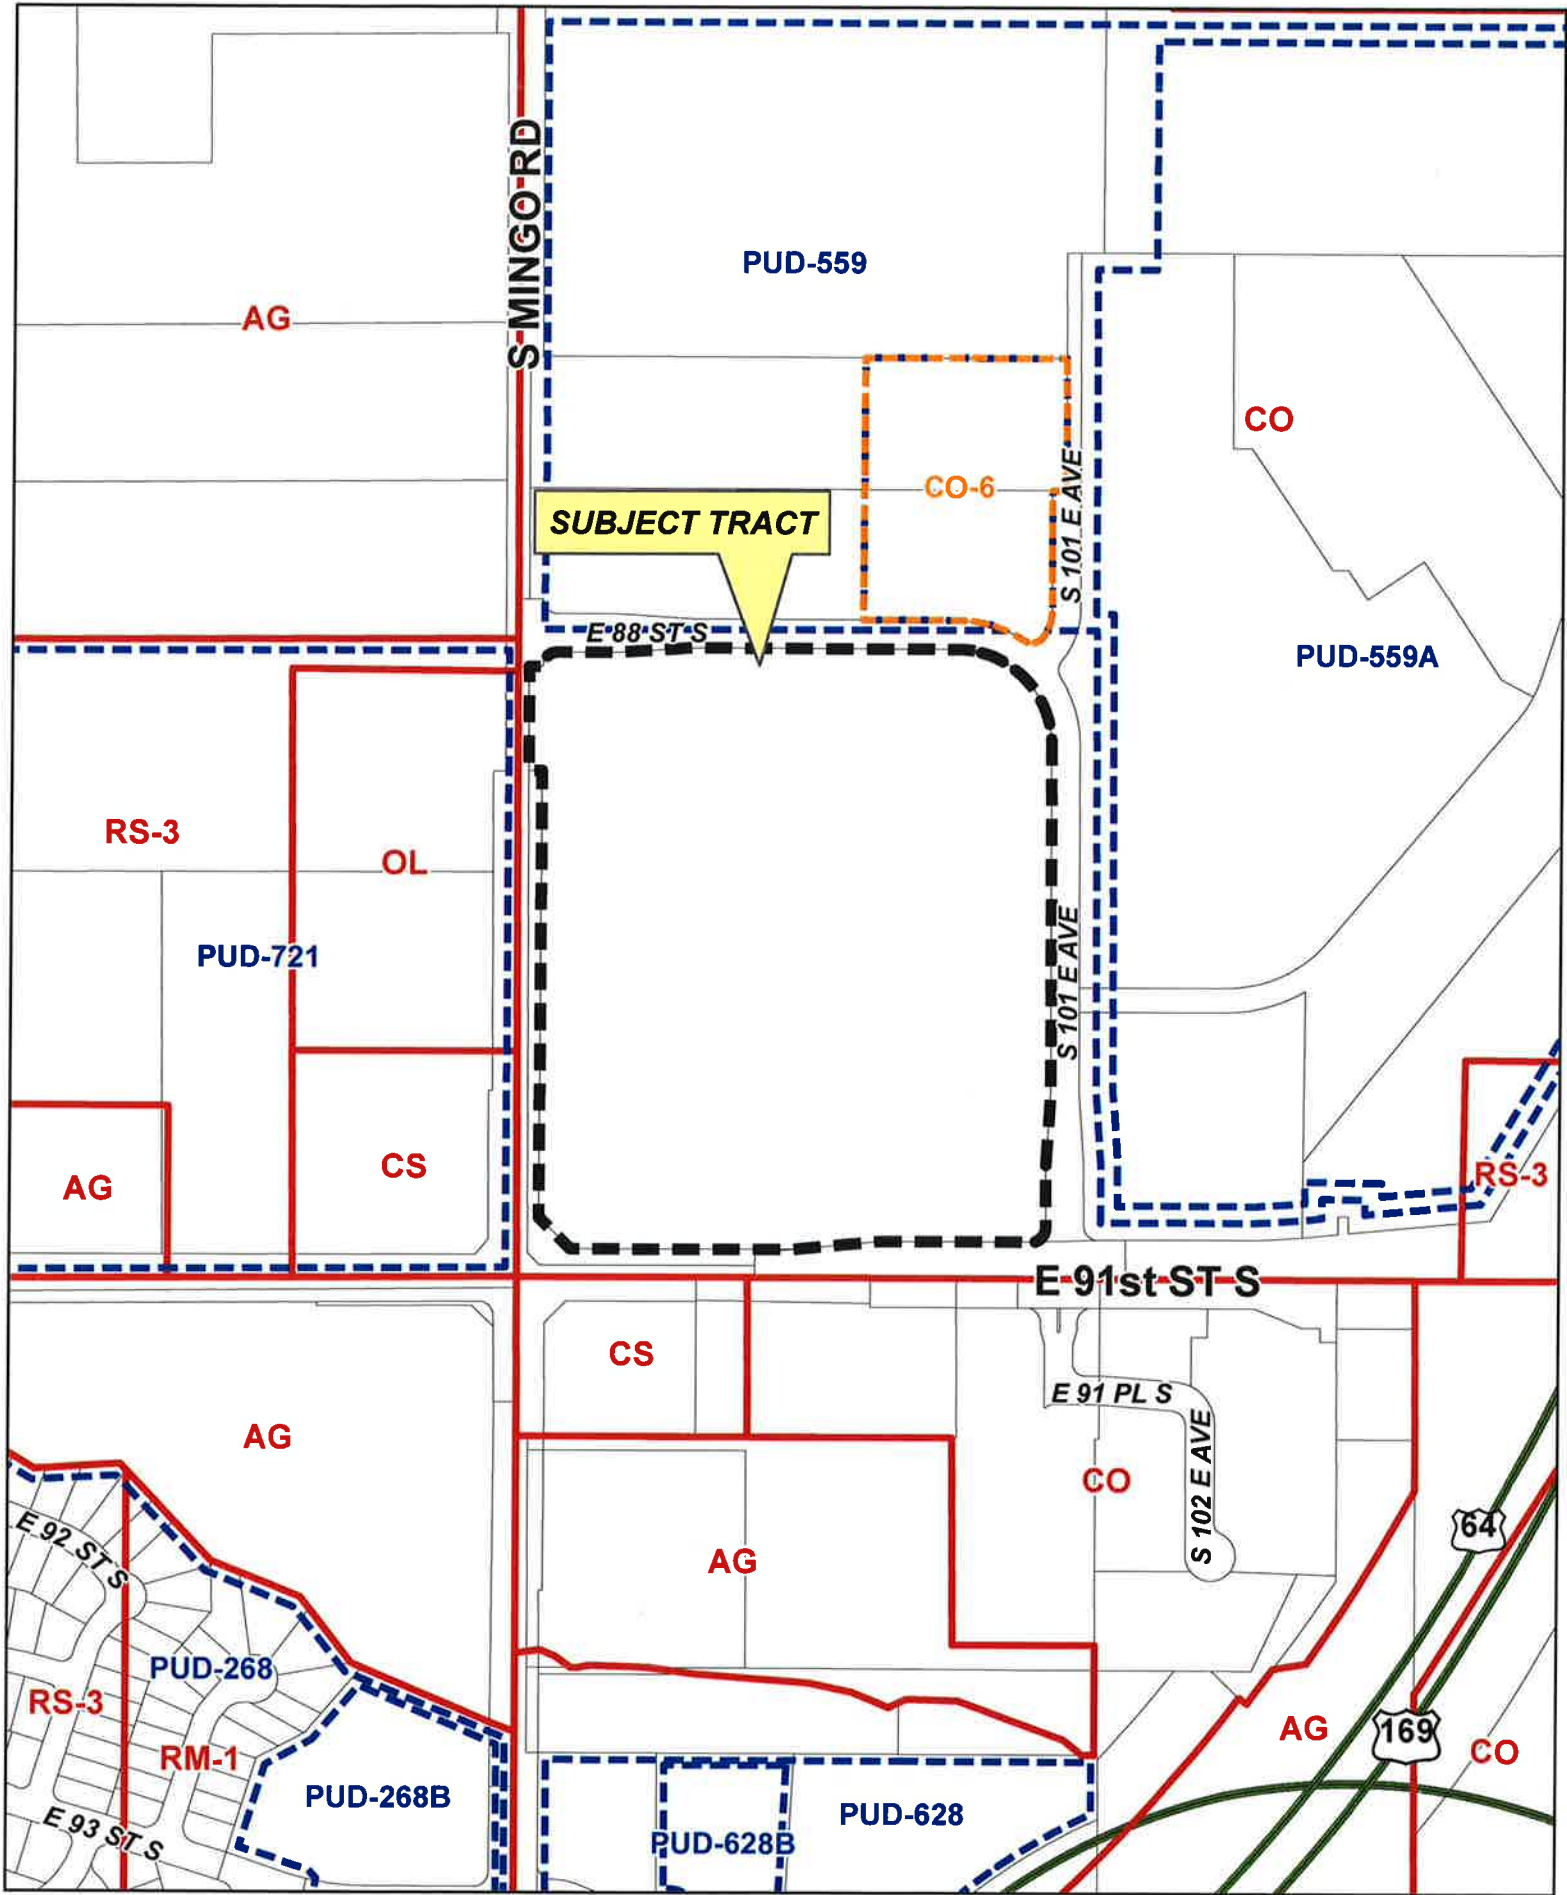 S MINGO RD
PUD-559
AG
CO
CO-6
SUBJECT TRACT
S 101 E AVE
E 88 ST S
PUD-559A
RS-3
OL
PUD-721
S 101 E AVE
CS
AG
RS-3
E 91st ST S
CS
E 91 PL S
AG
CO
S 102 E AVE
E 92 ST S
64
AG
PUD-268
RS-3
AG
169
CO
RM-1
PUD-268B
PUD-628
E 93 ST S
PUD-628B